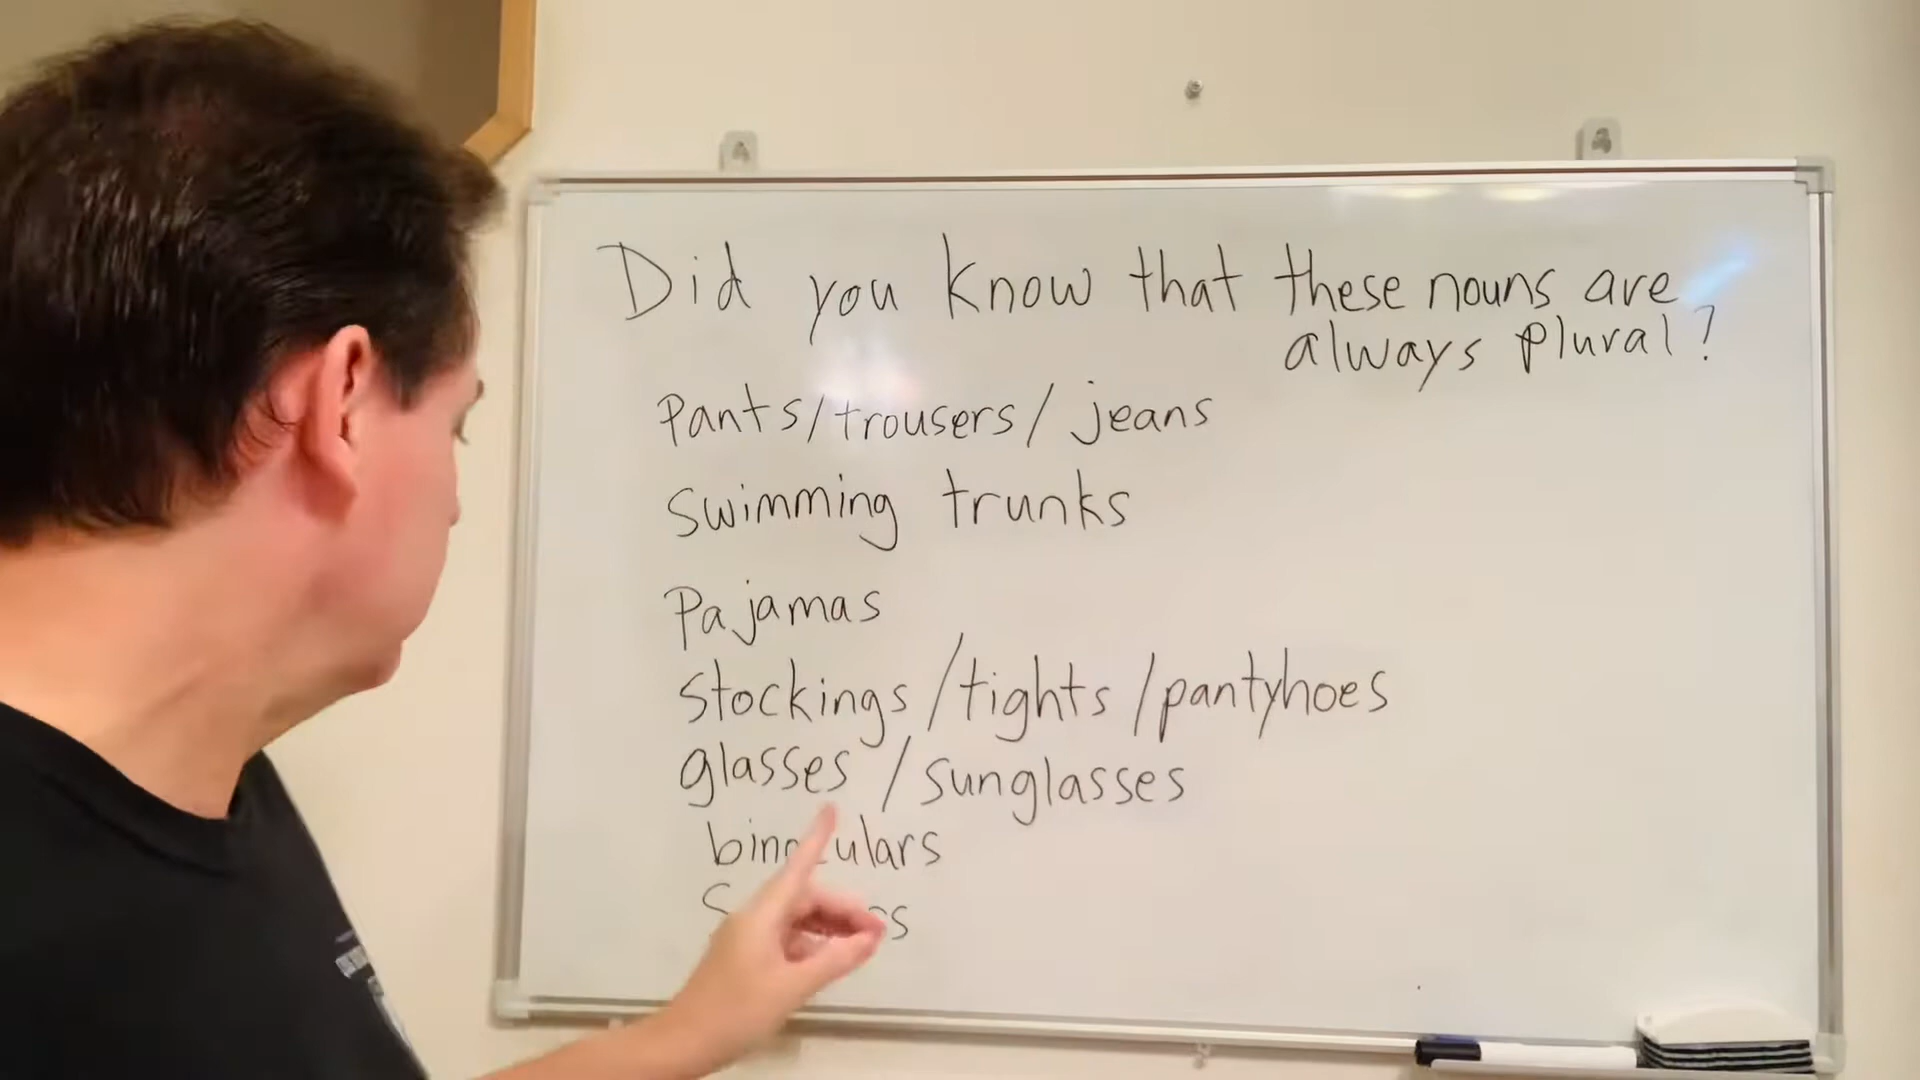 Did you know that these nouns are
always plural?
Pants/trousers/jeans
swimming trunks
Pajamas
stockings/tights/pantyhoes
glasses/sunglasses